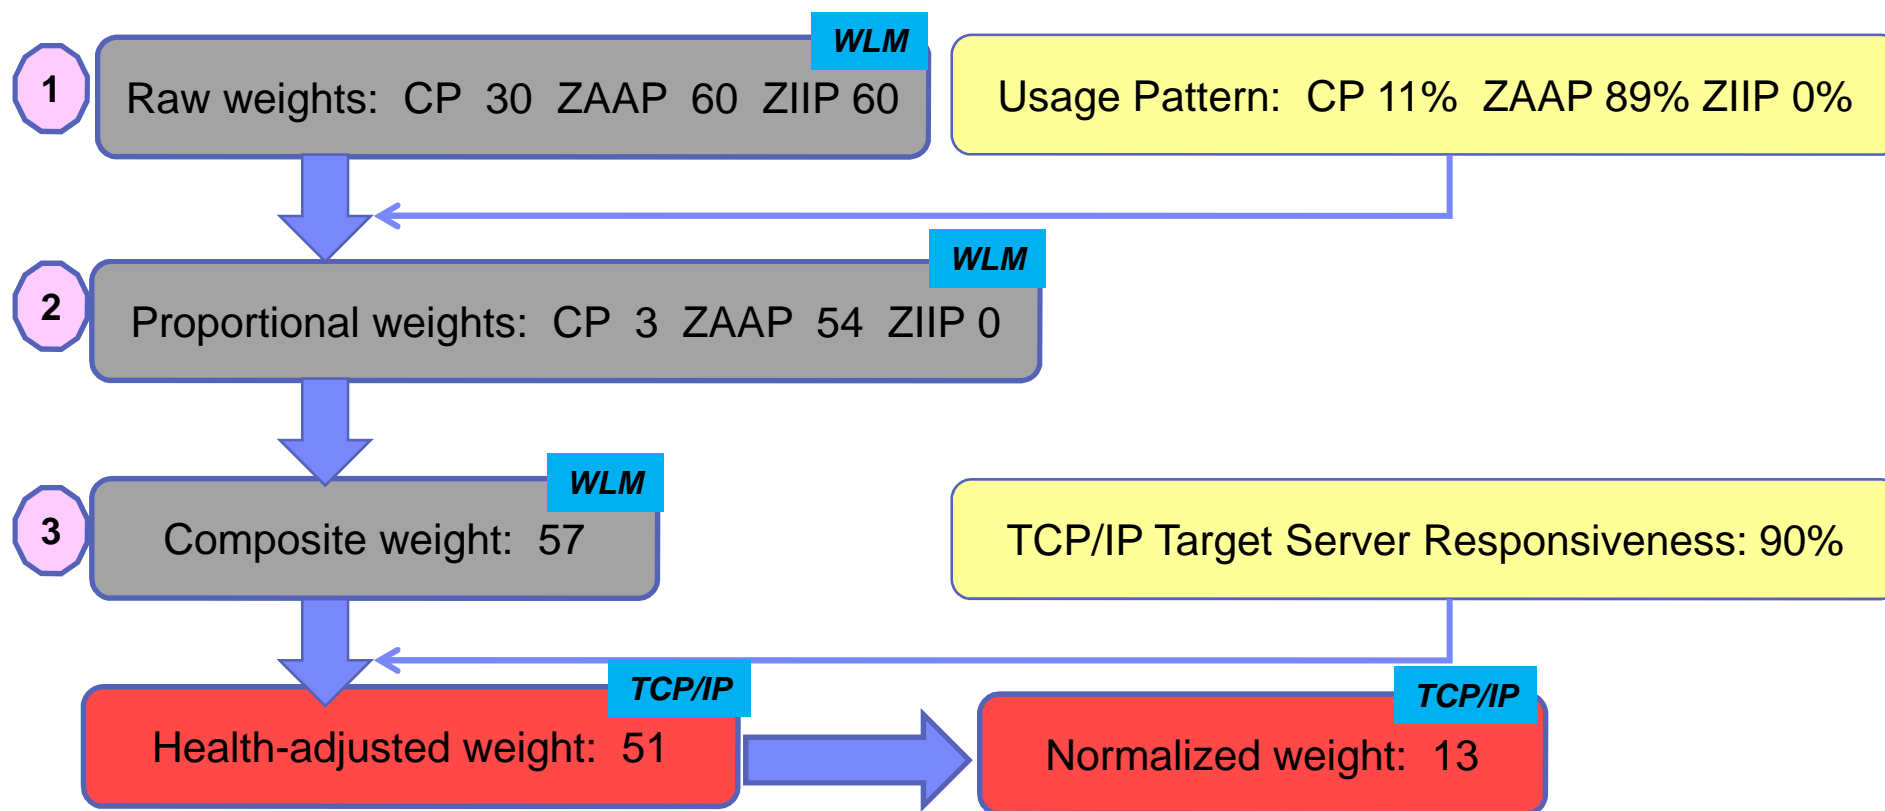 WLM
1
Raw weights: CP 30 ZAAP 60 ZIIP 60
Usage Pattern: CP 11% ZAAP 89% ZIIP 0%
WLM
2
Proportional weights: CP 3 ZAAP 54 ZIIP 0
WLM
3
Composite weight: 57
TCP/IP Target Server Responsiveness: 90%
TCP/IP
Health-adjusted weight: 51
TCP/IP
Normalized weight: 13